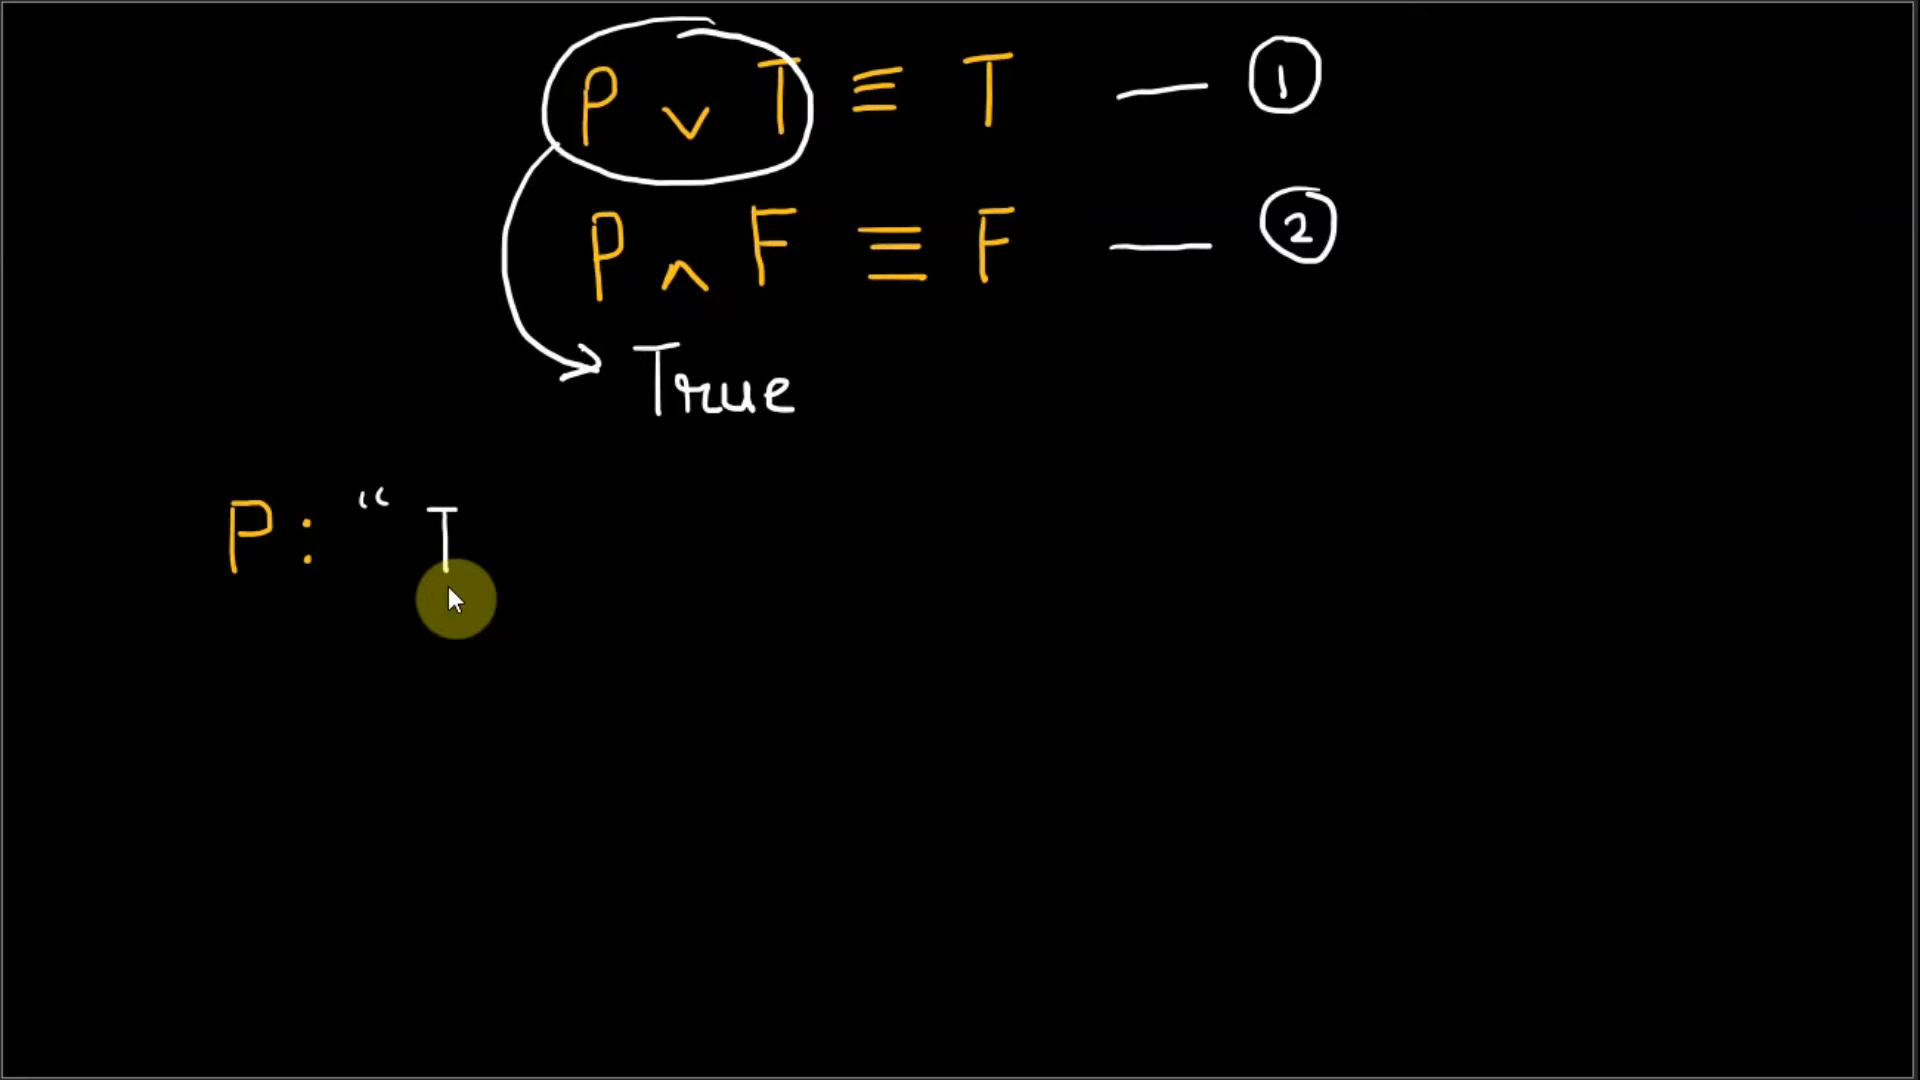 P ∨ T ≡ T — ①
P ∧ F ≡ F — ②
True
P : “ T